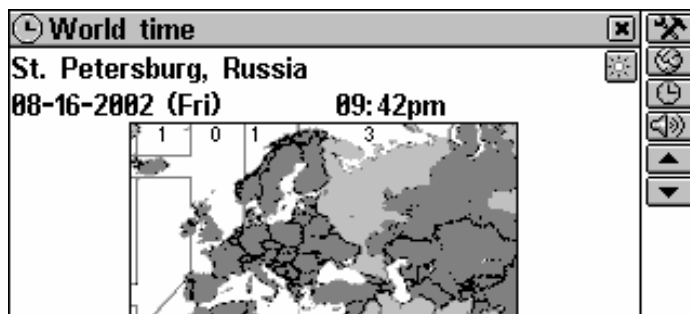 World time
St. Petersburg, Russia
08-16-2002 (Fri) 09:42pm
1 0 1 3